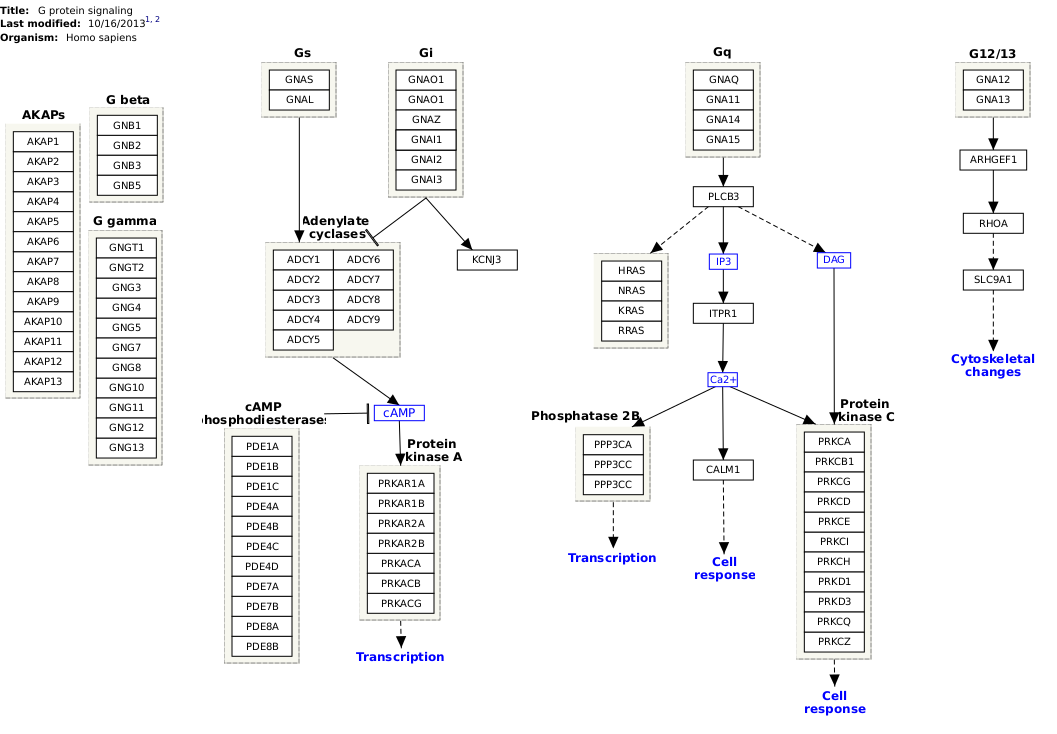 Title: G protein signaling
Last modified: 10/16/2013 1, 2
Organism: Homo sapiens
AKAPs
AKAP1
AKAP2
AKAP3
AKAP4
AKAP5
AKAP6
AKAP7
AKAP8
AKAP9
AKAP10
AKAP11
AKAP12
AKAP13
G beta
GNB1
GNB2
GNB3
GNB5
G gamma
GNGT1
GNGT2
GNG3
GNG4
GNG5
GNG7
GNG8
GNG10
GNG11
GNG12
GNG13
Gs
GNAS
GNAL
Gi
GNAO1
GNAO1
GNAZ
GNAI1
GNAI2
GNAI3
Adenylate
cyclases
ADCY1 ADCY6
ADCY2 ADCY7
ADCY3 ADCY8
ADCY4 ADCY9
ADCY5
KCNJ3
cAMP
phosphodiesterases
PDE1A
PDE1B
PDE1C
PDE4A
PDE4B
PDE4C
PDE4D
PDE7A
PDE7B
PDE8A
PDE8B
cAMP
Protein
kinase A
PRKAR1A
PRKAR1B
PRKAR2A
PRKAR2B
PRKACA
PRKACB
PRKACG
Transcription
Gq
GNAQ
GNA11
GNA14
GNA15
PLCB3
HRAS
NRAS
KRAS
RRAS
IP3
DAG
ITPR1
Ca2+
Phosphatase 2B
PPP3CA
PPP3CC
PPP3CC
Transcription
CALM1
Cell
response
Protein
kinase C
PRKCA
PRKCB1
PRKCG
PRKCD
PRKCE
PRKCI
PRKCH
PRKD1
PRKD3
PRKCQ
PRKCZ
Cell
response
G12/13
GNA12
GNA13
ARHGEF1
RHOA
SLC9A1
Cytoskeletal
changes